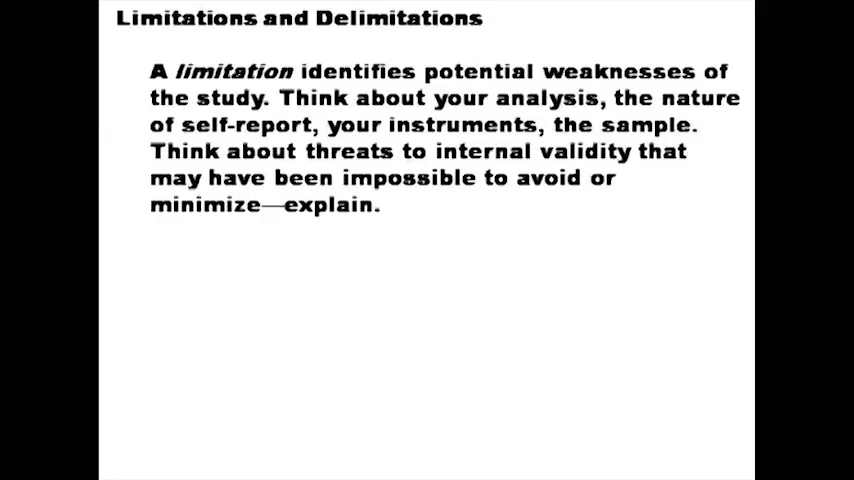 Limitations and Delimitations
A limitation identifies potential weaknesses of
the study. Think about your analysis, the nature
of self-report, your instruments, the sample.
Think about threats to internal validity that
may have been impossible to avoid or
minimize—explain.